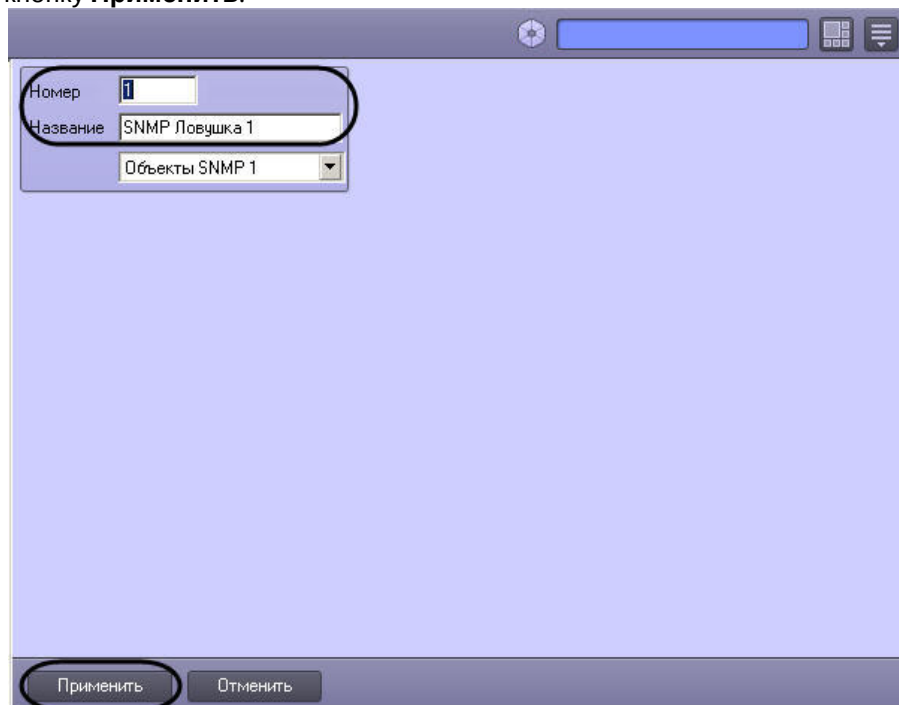 кнопку Применить.
Номер 1
Название SNMP Ловушка 1
Объекты SNMP 1
Применить Отменить